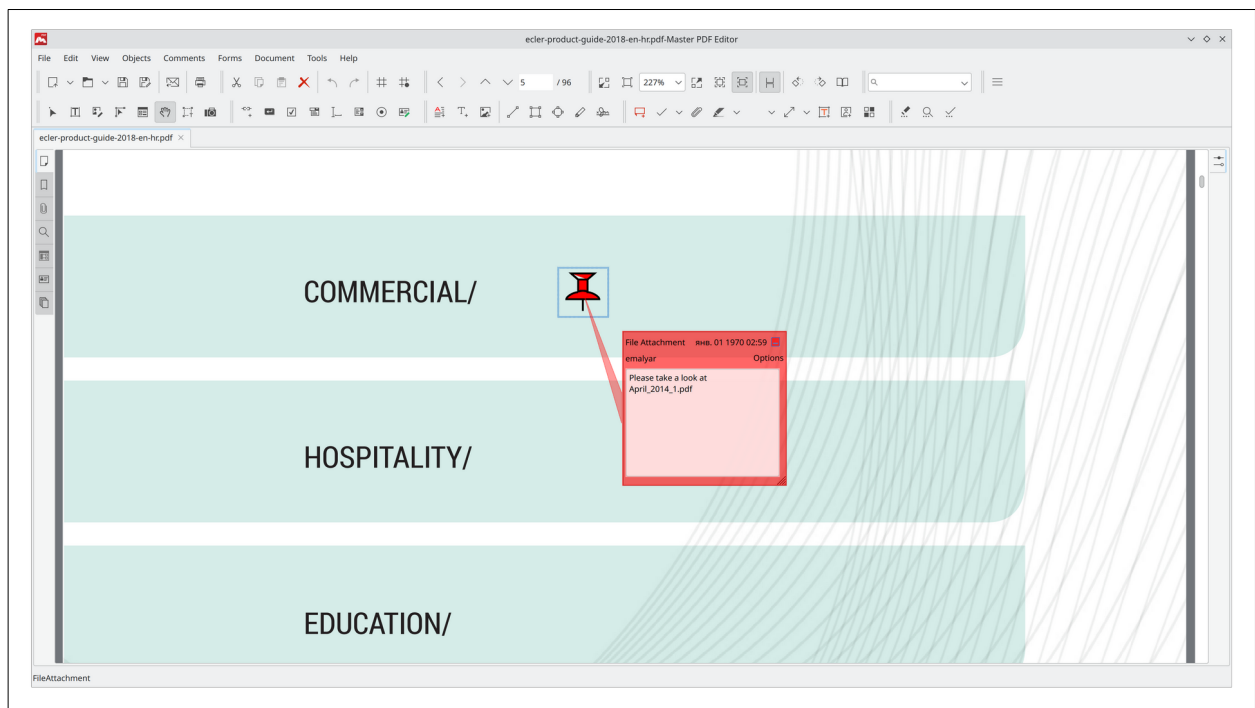 ecler-product-guide-2018-en-hr.pdf-Master PDF Editor
File Edit View Objects Comments Forms Document Tools Help
5 / 96 227%
ecler-product-guide-2018-en-hr.pdf
COMMERCIAL/
File Attachment янв. 01 1970 02:59
emalyar Options
Please take a look at
April_2014_1.pdf
HOSPITALITY/
EDUCATION/
FileAttachment